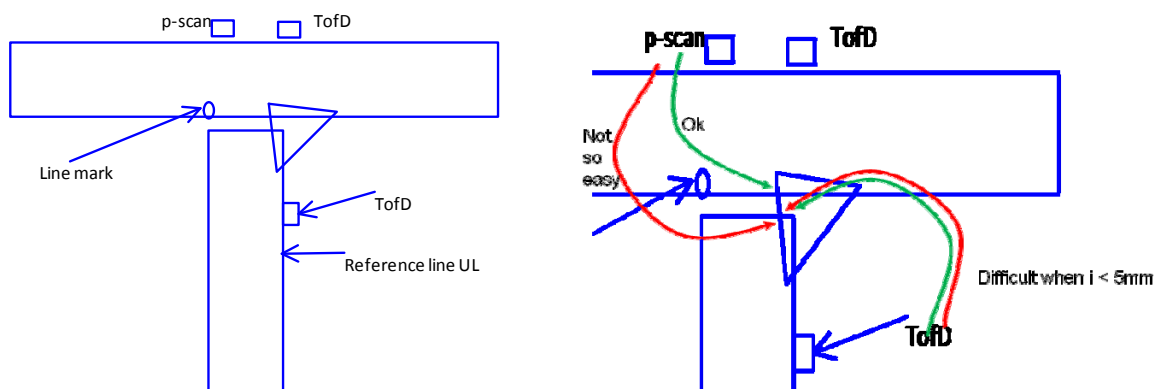 p-scan
TofD
Line mark
TofD
Reference line UL
p-scan
TofD
Not
so
easy
Ok
Difficult when i < 5mm
TofD